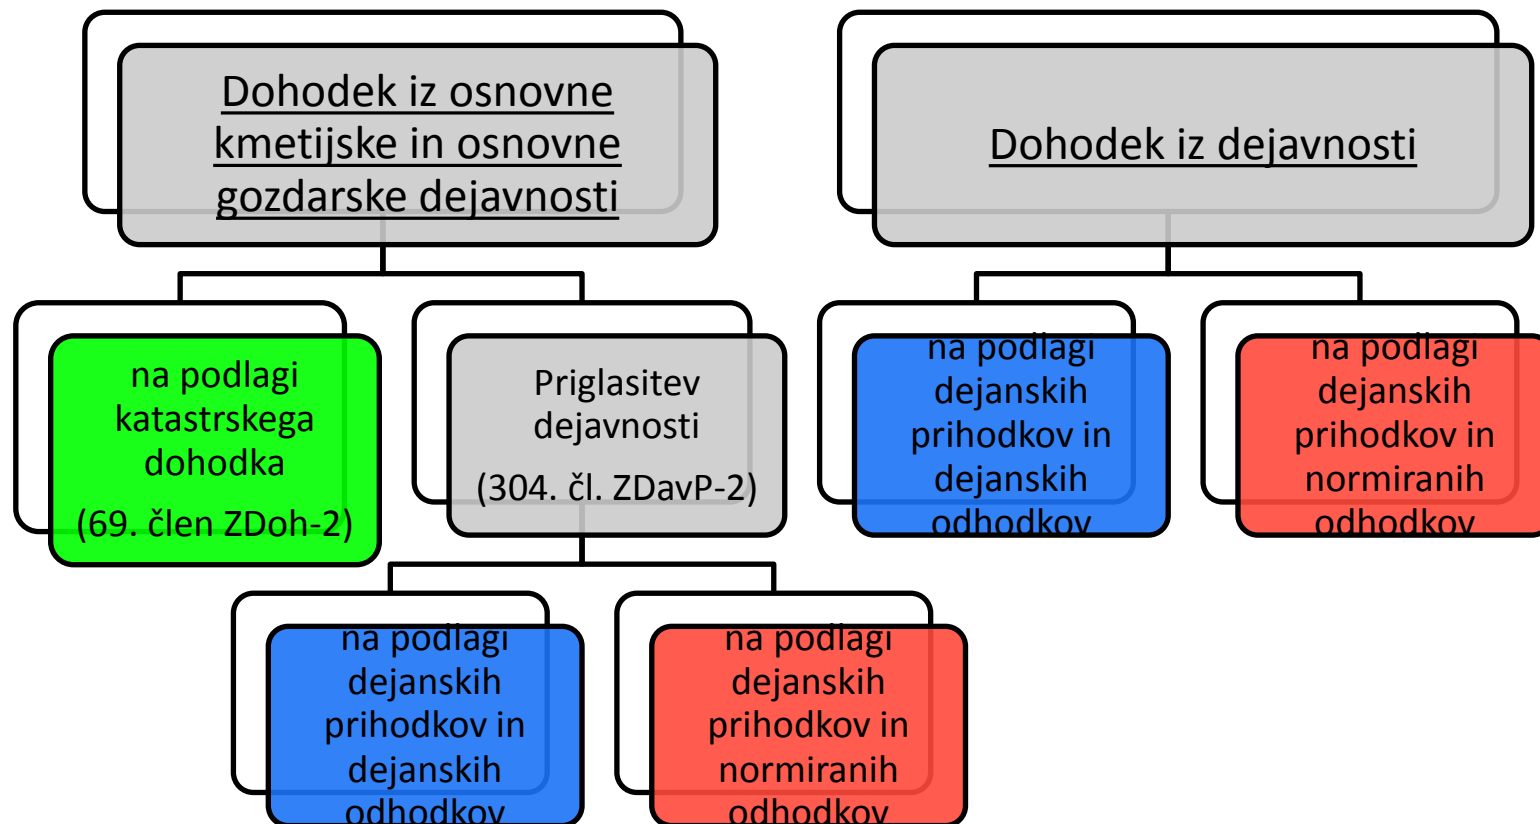 Dohodek iz osnovne
kmetijske in osnovne
gozdarske dejavnosti
Dohodek iz dejavnosti
na podlagi
katastrskega
dohodka
(69. člen ZDoh-2)
Priglasitev
dejavnosti
(304. čl. ZDavP-2)
na podlagi
dejanskih
prihodkov in
dejanskih
odhodkov
na podlagi
dejanskih
prihodkov in
normiranih
odhodkov
na podlagi
dejanskih
prihodkov in
dejanskih
odhodkov
na podlagi
dejanskih
prihodkov in
normiranih
odhodkov